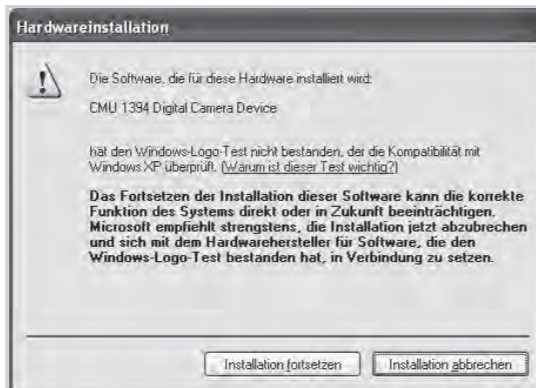 Hardwareinstallation
Die Software, die für diese Hardware installiert wird:
CMU 1394 Digital Camera Device
hat den Windows-Logo-Test nicht bestanden, der die Kompatibilität mit
Windows XP überprüft. (Warum ist dieser Test wichtig?)
Das Fortsetzen der Installation dieser Software kann die korrekte
Funktion des Systems direkt oder in Zukunft beeinträchtigen.
Microsoft empfiehlt strengstens, die Installation jetzt abzubrechen
und sich mit dem Hardwarehersteller für Software, die den
Windows-Logo-Test bestanden hat, in Verbindung zu setzen.
Installation fortsetzen
Installation abbrechen